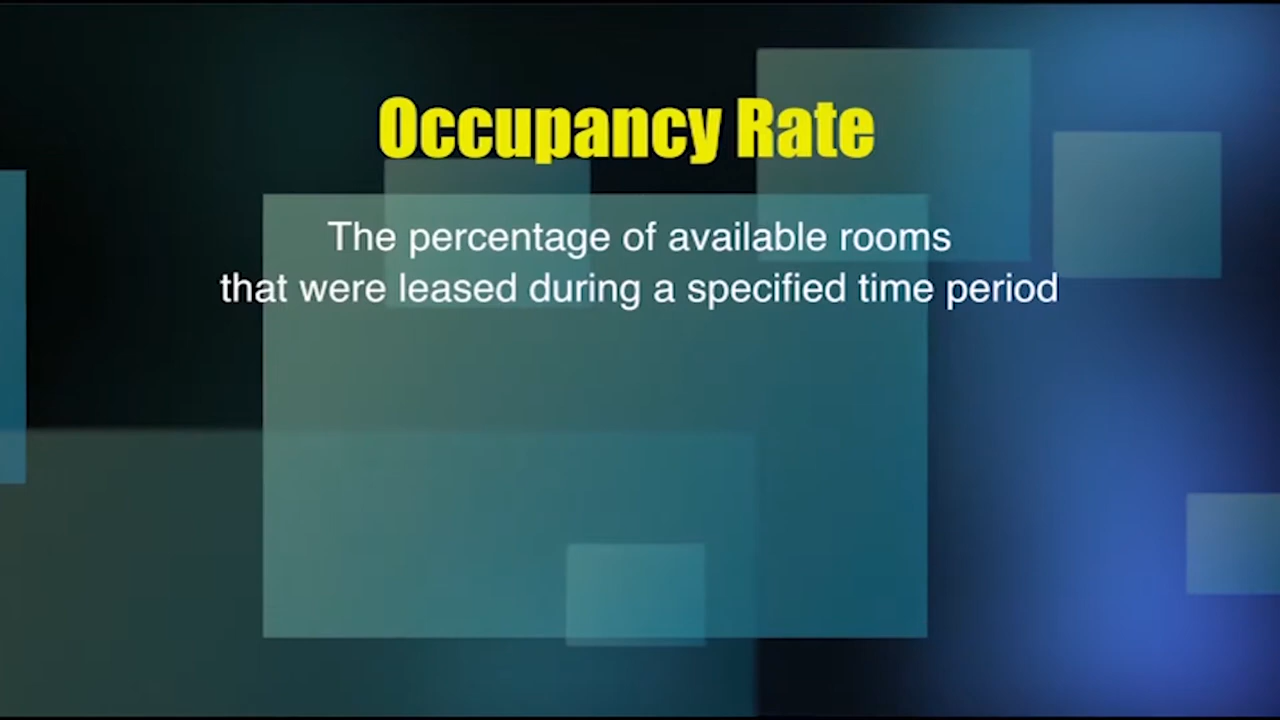 Occupancy Rate
The percentage of available rooms
that were leased during a specified time period